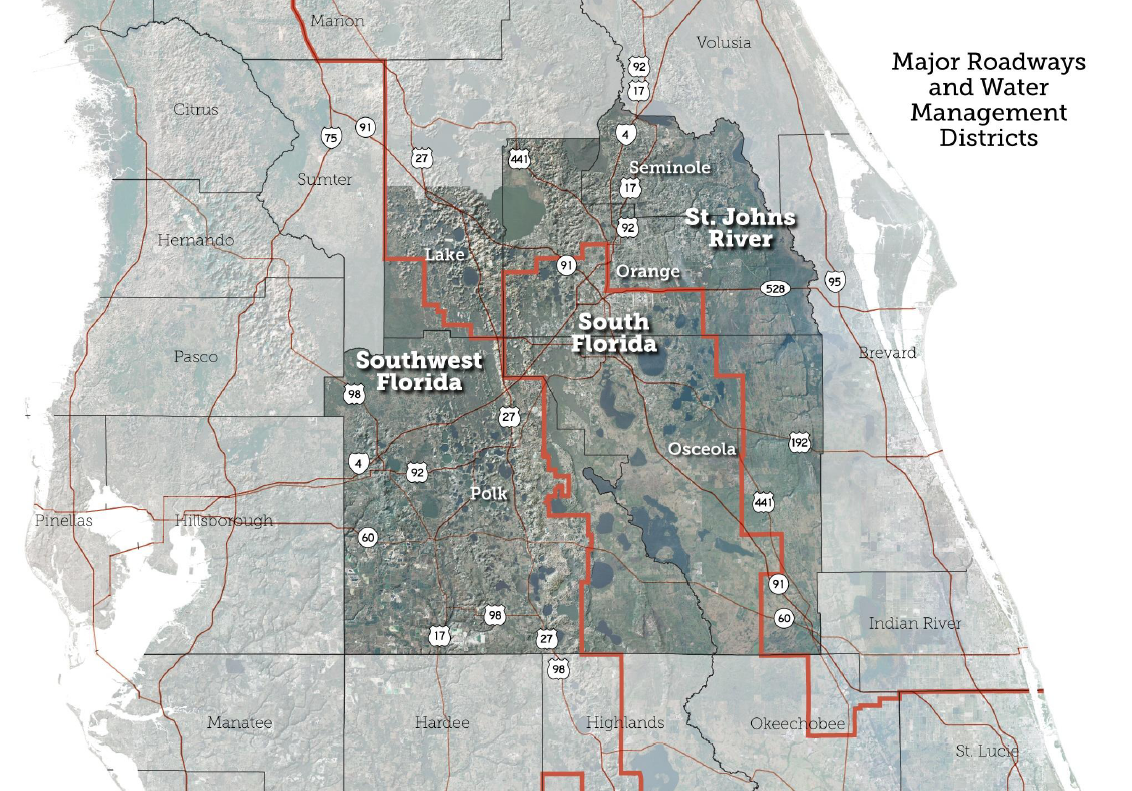 Major Roadways
and Water
Management
Districts
Marion
Volusia
92
17
Citrus
75
91
4
27
441
Seminole
Sumter
17
St. Johns
River
92
Hernando
Lake
91
Orange
528
95
South
Florida
Pasco
Southwest
Florida
Brevard
98
27
192
Osceola
4
92
Polk
441
Pinellas
Hillsborough
60
91
98
60
Indian River
17
27
98
Manatee
Hardee
Highlands
Okeechobee
St. Lucie